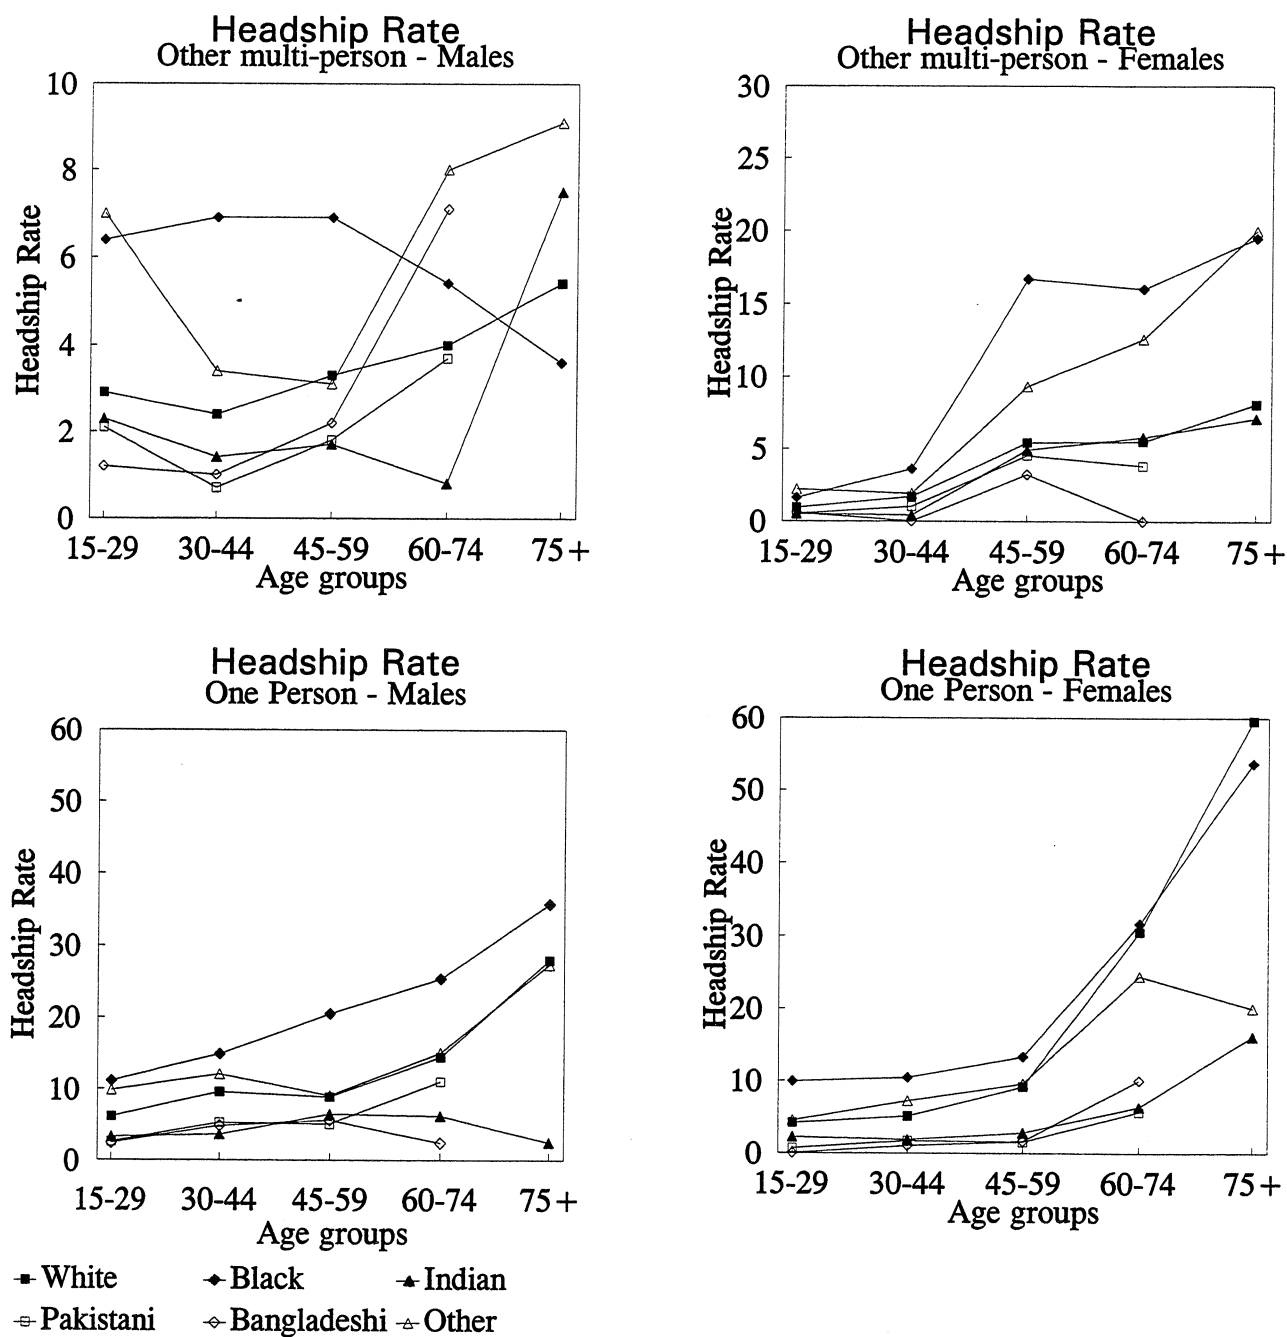 Headship Rate
Other multi-person - Males
10
8
6
4
2
0
Headship Rate
15-29 30-44 45-59 60-74 75+
Age groups
Headship Rate
Other multi-person - Females
30
25
20
15
10
5
0
Headship Rate
15-29 30-44 45-59 60-74 75+
Age groups
Headship Rate
One Person - Males
60
50
40
30
20
10
0
Headship Rate
15-29 30-44 45-59 60-74 75+
Age groups
Headship Rate
One Person - Females
60
50
40
30
20
10
0
Headship Rate
15-29 30-44 45-59 60-74 75+
Age groups
White Black Indian
Pakistani Bangladeshi Other